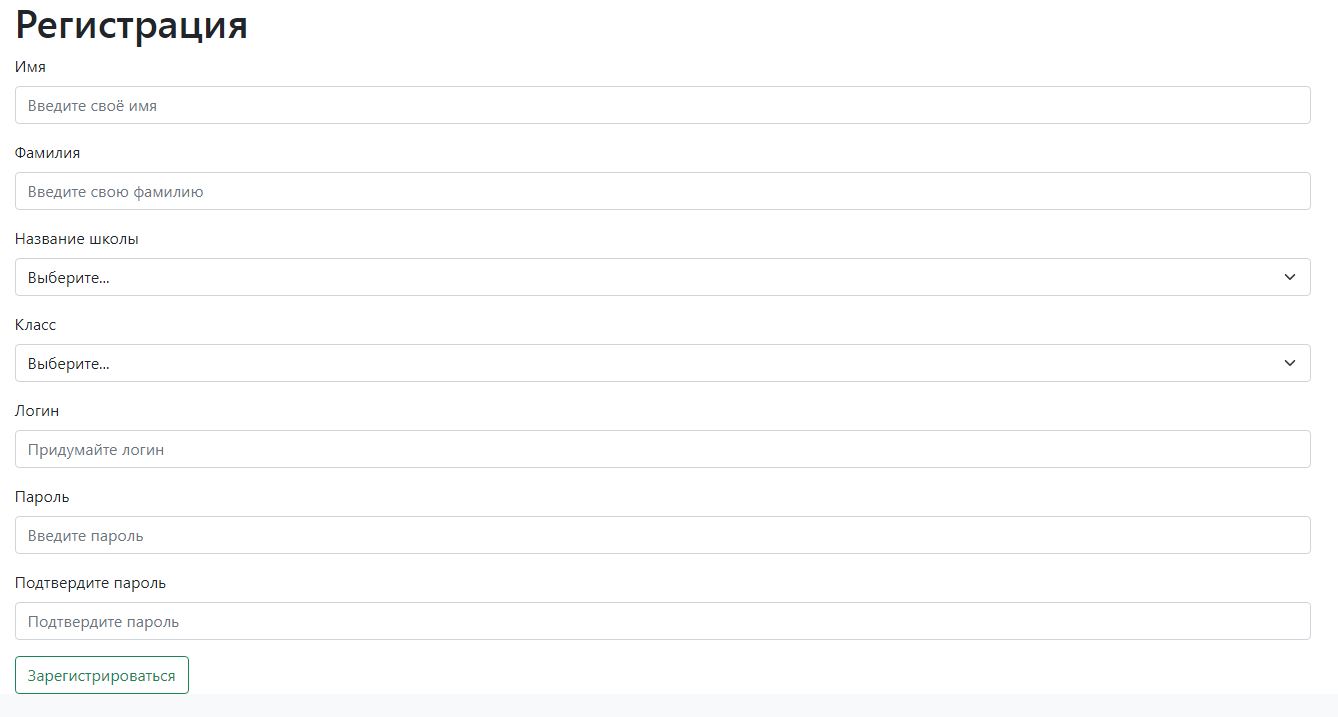 Регистрация
Имя
Введите своё имя
Фамилия
Введите свою фамилию
Название школы
Выберите...
Класс
Выберите...
Логин
Придумайте логин
Пароль
Введите пароль
Подтвердите пароль
Подтвердите пароль
Зарегистрироваться